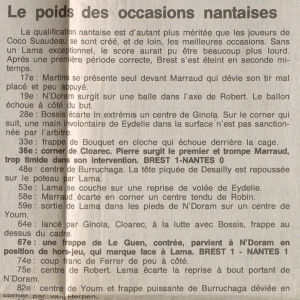 Le poids des occasions nantaises
La qualification nantaise est d'autant plus méritée que les joueurs de
Coco Suaudeau se sont créé, et de loin, les meilleures occasions. Sans
un Lama exceptionnel, le score aurait pu être beaucoup plus lourd.
Après une première période correcte, Brest s'est éteint en seconde mi-
temps.
17e : Martins se présente seul devant Marraud qui dévie son tir mal
placé et peu appuyé.
19e : N'Doram surgit sur une balle dans l'axe de Robert. Le ballon
échoue à côté du but.
28e : Bossis écarte in extrémis un centre de Ginola. Sur le corner qui
suit, une main involontaire de Eydelie dans la surface n'est pas sanction-
née par l'arbitre.
33e : frappe de Bouquet en cloche qui échoue derrière la cage.
36e : corner de Cloarec. Pierre surgit le premier et trompe Marraud,
trop timide dans son intervention. BREST 1-NANTES 0
48e : centre de Burruchaga. La tête piquée de Desailly est repoussée
sur le poteau par Lama.
53e : Lama se couche sur une reprise de volée de Eydelie.
58e : Marraud écarte en corner un centre tendu de Robin.
59e : sortie de Lama dans les pieds de N'Doram sur un centre de
Youm.
64e : lancé par Ginola, Cloarec, à la lutte avec Bossis, frappe au
dessus du cadre.
67e : une frappe de Le Guen, contrée, parvient à N'Doram en
position de hors-jeu, qui marque face à Lama. BREST 1 - NANTES 1
74e : coup franc de Ferrer de peu à côté.
75e : centre de Robert. Lama écarte la reprise à bout portant de
N'Doram.
82e : centre de Youm et frappe puissante de Burruchaga déviée en
corner par Van Herpen.